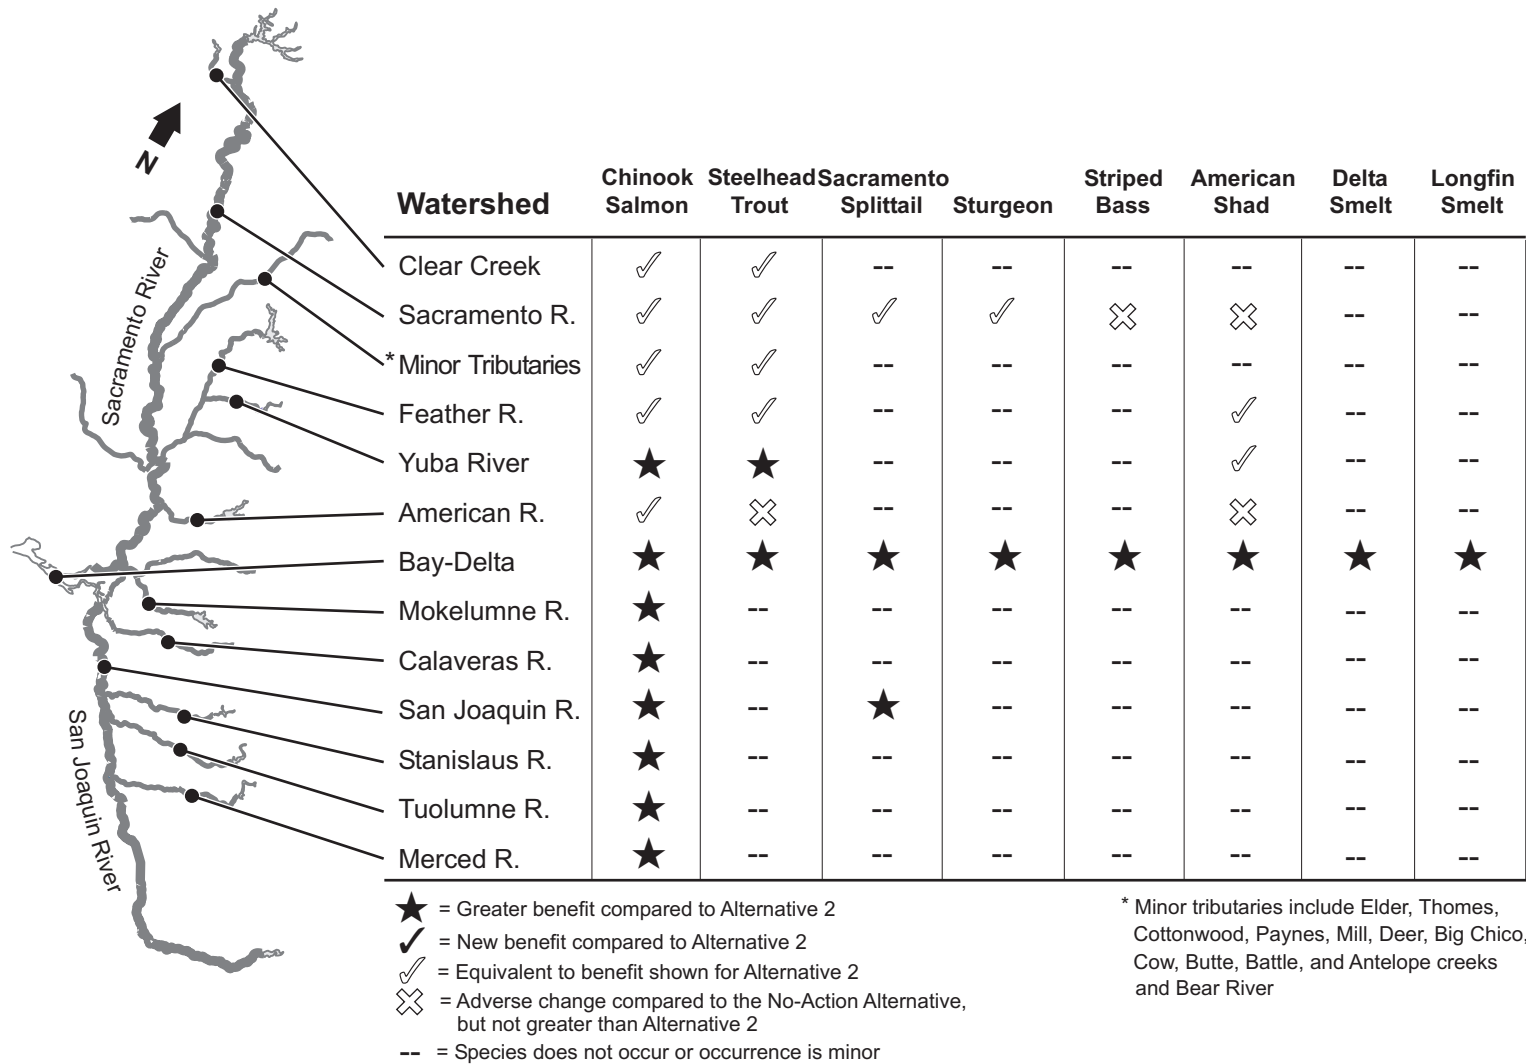 N
Sacramento River
San Joaquin River
Watershed
Chinook Salmon
Steelhead Trout
Sacramento Splittail
Sturgeon
Striped Bass
American Shad
Delta Smelt
Longfin Smelt
Clear Creek ✓ ✓ -- -- -- -- -- --
Sacramento R. ✓ ✓ ✓ ✓ ✕ ✕ -- --
*Minor Tributaries ✓ ✓ -- -- -- -- -- --
Feather R. ✓ ✓ -- -- -- ✓ -- --
Yuba River ★ ★ -- -- -- ✓ -- --
American R. ✓ ✕ -- -- -- ✕ -- --
Bay-Delta ★ ★ ★ ★ ★ ★ ★ ★
Mokelumne R. ★ -- -- -- -- -- -- --
Calaveras R. ★ -- -- -- -- -- -- --
San Joaquin R. ★ -- ★ -- -- -- -- --
Stanislaus R. ★ -- -- -- -- -- -- --
Tuolumne R. ★ -- -- -- -- -- -- --
Merced R. ★ -- -- -- -- -- -- --
★ = Greater benefit compared to Alternative 2
✓ = New benefit compared to Alternative 2
✓ = Equivalent to benefit shown for Alternative 2
✕ = Adverse change compared to the No-Action Alternative,
but not greater than Alternative 2
-- = Species does not occur or occurrence is minor
* Minor tributaries include Elder, Thomes,
Cottonwood, Paynes, Mill, Deer, Big Chico,
Cow, Butte, Battle, and Antelope creeks
and Bear River